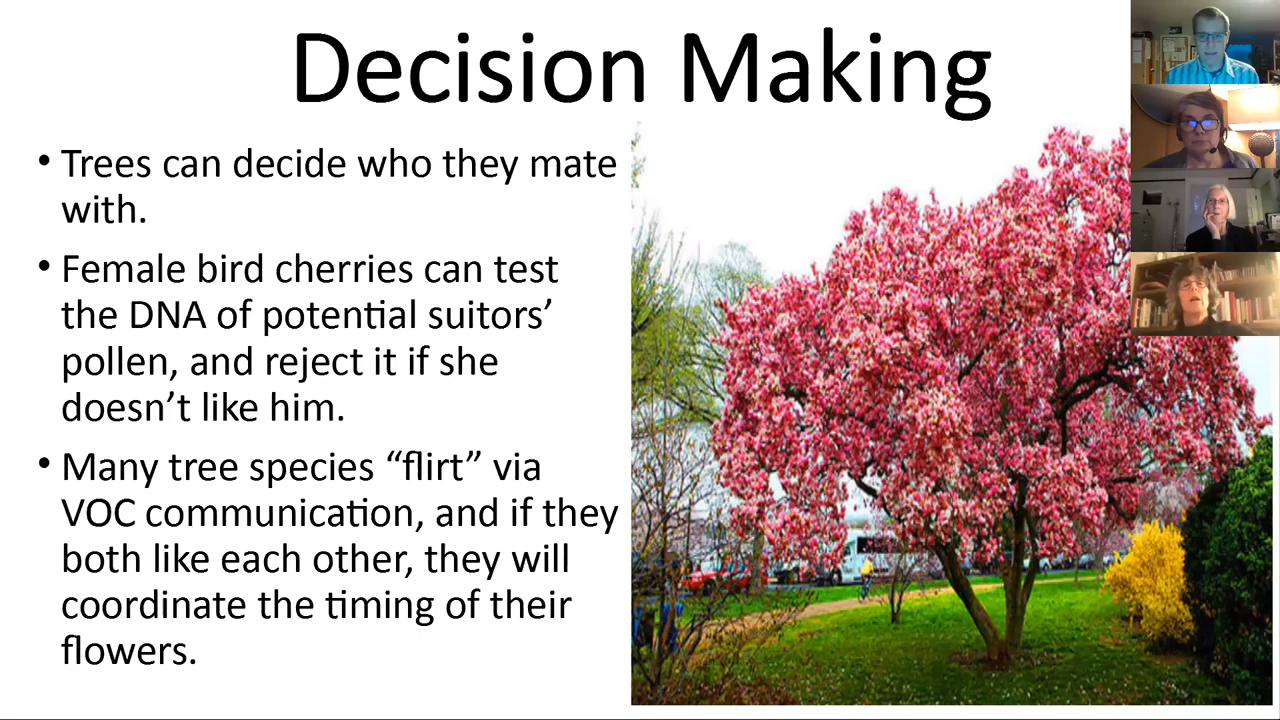 Decision Making
• Trees can decide who they mate
with.
• Female bird cherries can test
the DNA of potential suitors’
pollen, and reject it if she
doesn’t like him.
• Many tree species “flirt” via
VOC communication, and if they
both like each other, they will
coordinate the timing of their
flowers.